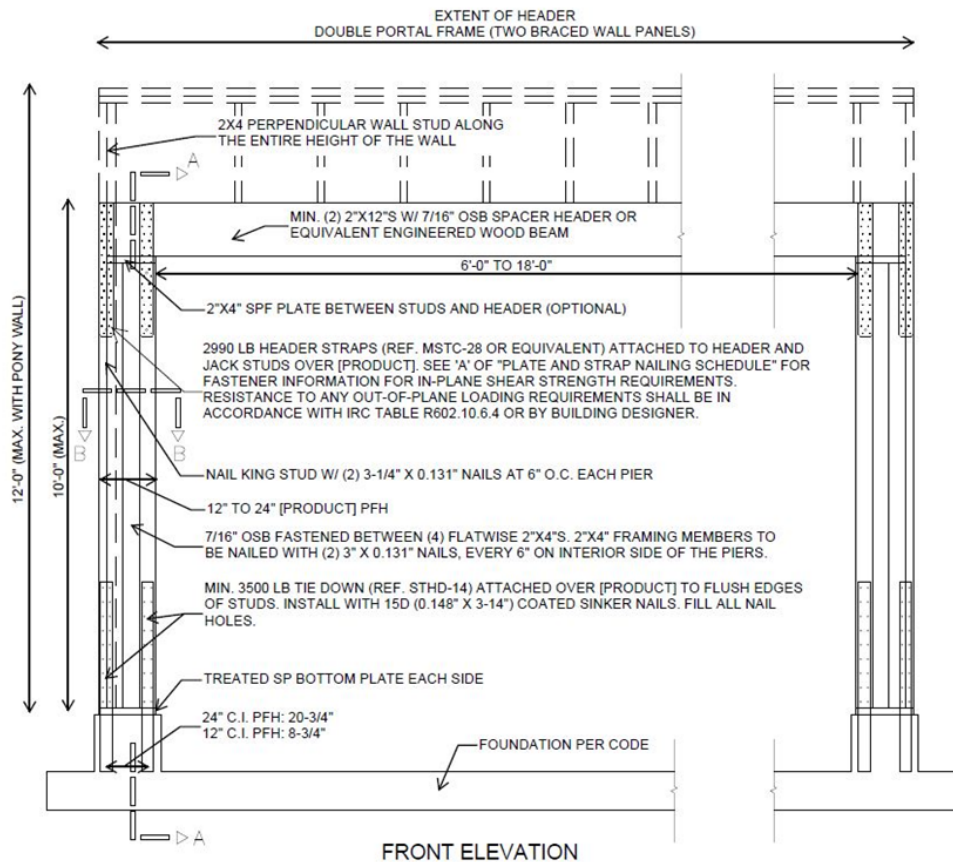 EXTENT OF HEADER
DOUBLE PORTAL FRAME (TWO BRACED WALL PANELS)
2X4 PERPENDICULAR WALL STUD ALONG
THE ENTIRE HEIGHT OF THE WALL
A
MIN. (2) 2"X12"S W/ 7/16" OSB SPACER HEADER OR
EQUIVALENT ENGINEERED WOOD BEAM
6'-0" TO 18'-0"
2"X4" SPF PLATE BETWEEN STUDS AND HEADER (OPTIONAL)
12'-0" (MAX. WITH PONY WALL)
10'-0" (MAX.)
2990 LB HEADER STRAPS (REF. MSTC-28 OR EQUIVALENT) ATTACHED TO HEADER AND
JACK STUDS OVER [PRODUCT]. SEE 'A' OF "PLATE AND STRAP NAILING SCHEDULE" FOR
FASTENER INFORMATION FOR IN-PLANE SHEAR STRENGTH REQUIREMENTS.
RESISTANCE TO ANY OUT-OF-PLANE LOADING REQUIREMENTS SHALL BE IN
ACCORDANCE WITH IRC TABLE R602.10.6.4 OR BY BUILDING DESIGNER.
B
B
NAIL KING STUD W/ (2) 3-1/4" X 0.131" NAILS AT 6" O.C. EACH PIER
12" TO 24" [PRODUCT] PFH
7/16" OSB FASTENED BETWEEN (4) FLATWISE 2"X4"S. 2"X4" FRAMING MEMBERS TO
BE NAILED WITH (2) 3" X 0.131" NAILS, EVERY 6" ON INTERIOR SIDE OF THE PIERS.
MIN. 3500 LB TIE DOWN (REF. STHD-14) ATTACHED OVER [PRODUCT] TO FLUSH EDGES
OF STUDS. INSTALL WITH 15D (0.148" X 3-14") COATED SINKER NAILS. FILL ALL NAIL
HOLES.
TREATED SP BOTTOM PLATE EACH SIDE
24" C.I. PFH: 20-3/4"
12" C.I. PFH: 8-3/4"
FOUNDATION PER CODE
A
FRONT ELEVATION